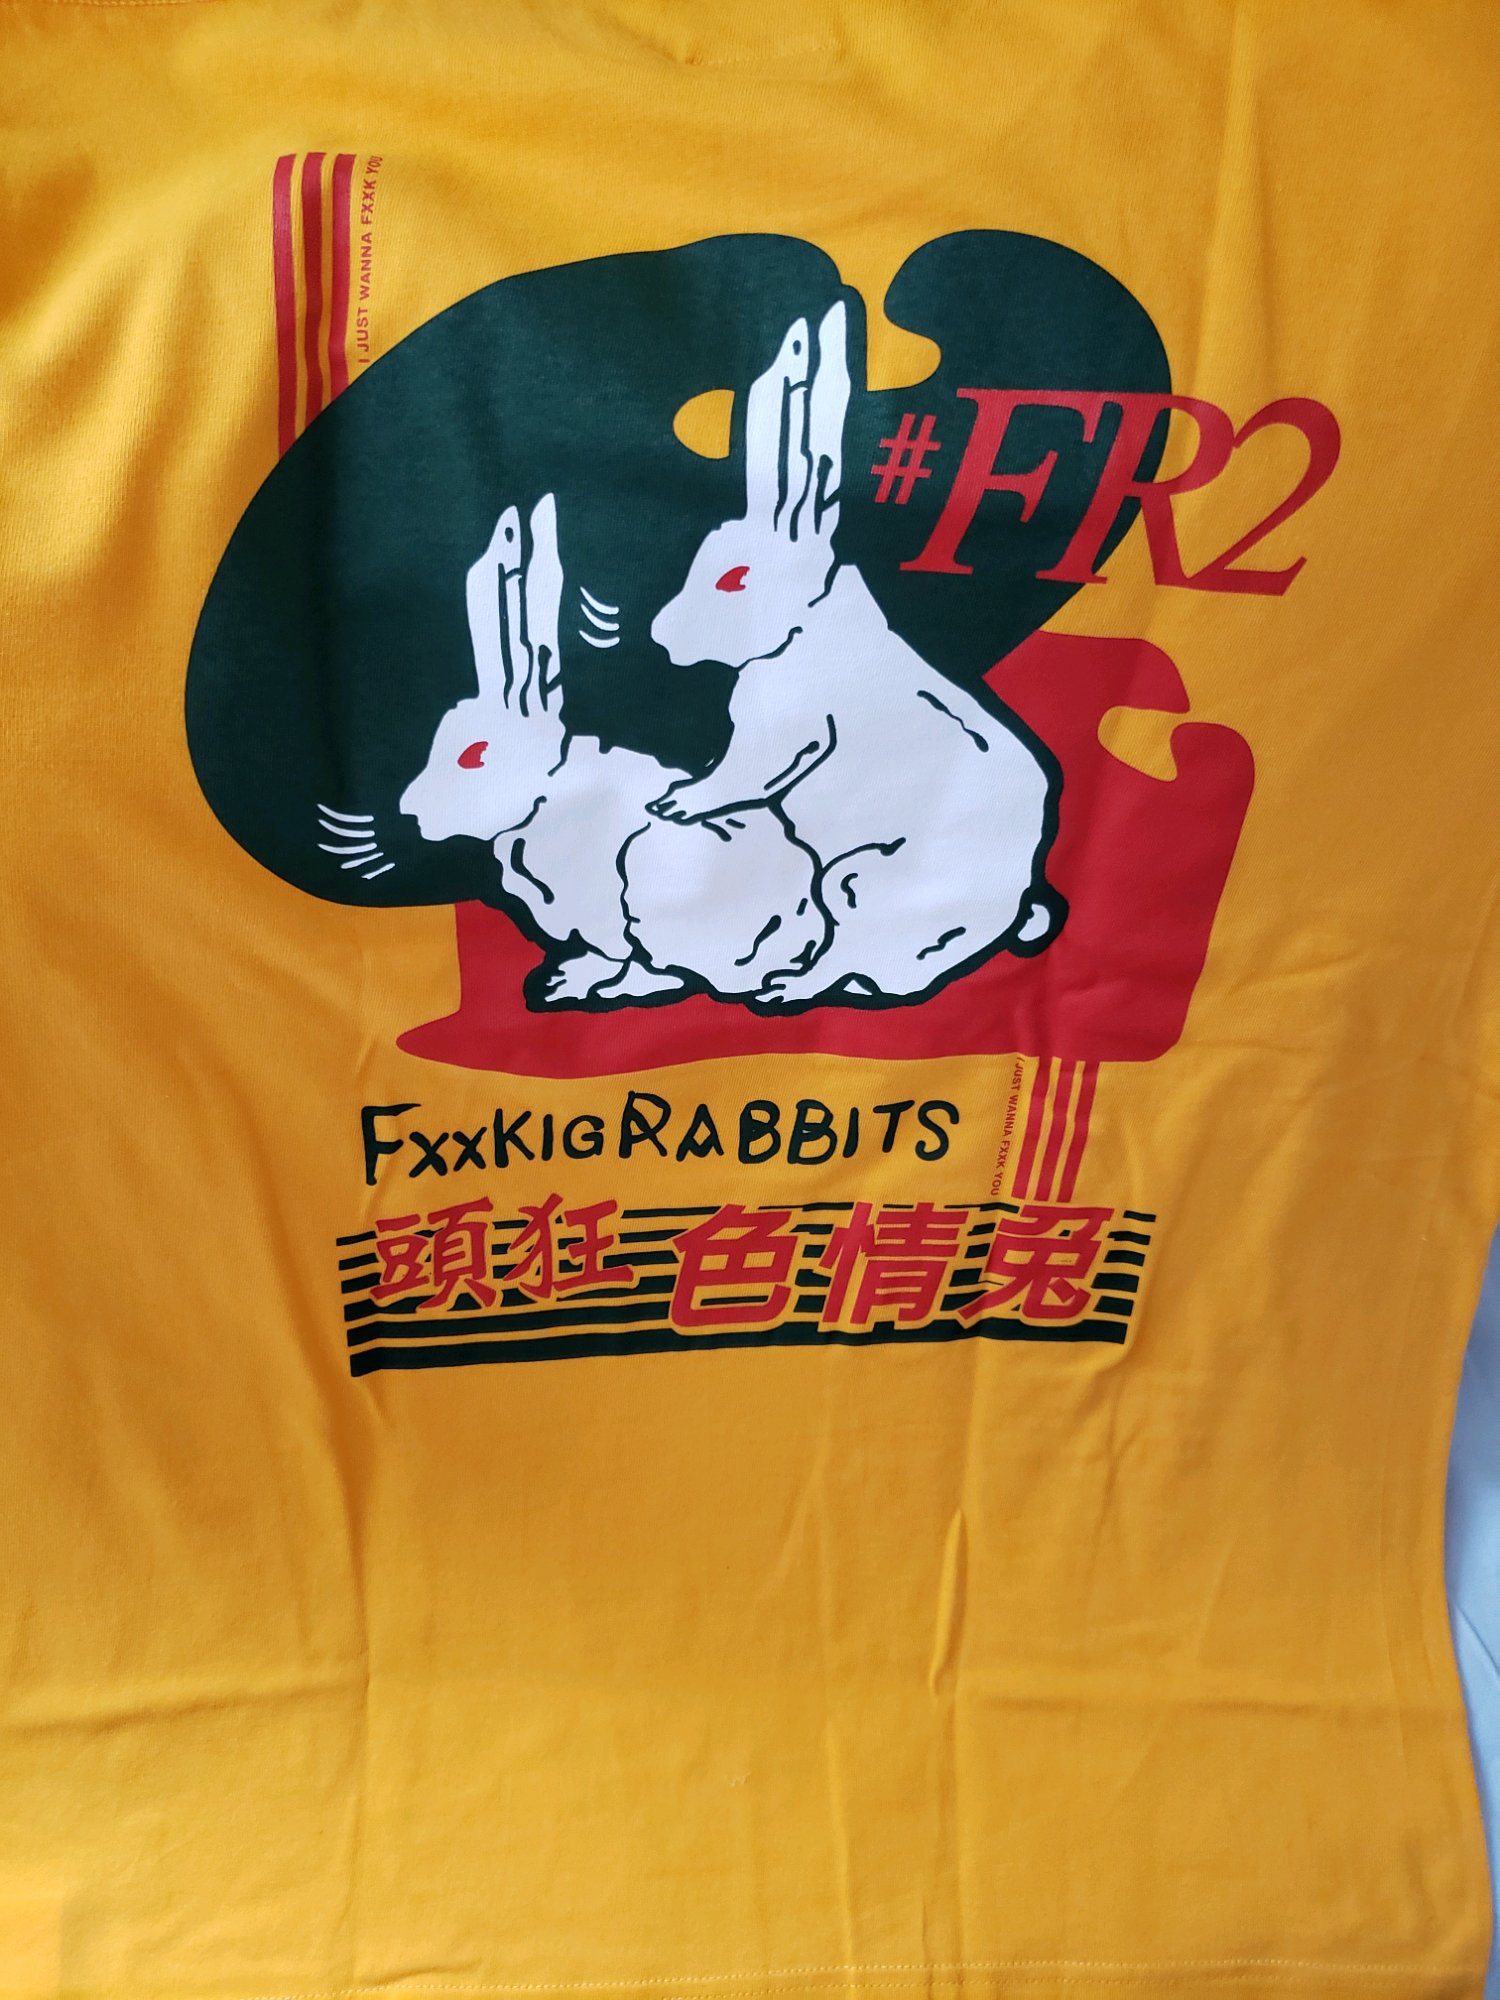 I JUST WANNA FXXK YOU
#FR2
I JUST WANNA FXXK YOU
FxxKIGRABBITS
頭狂色情兎